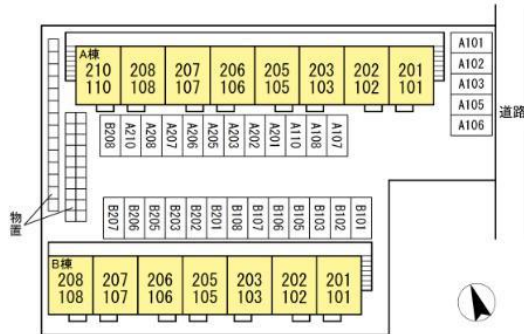 A棟
210 208 207 206 205 203 202 201
110 108 107 106 105 103 102 101
A101
A102
A103
A105
A106
道路
B208 A210 A208 A207 A206 A205 A203 A202 A201 A110 A108 A107
物置
B207 B206 B205 B203 B202 B201 B108 B107 B106 B105 B103 B102 B101
B棟
208 207 206 205 203 202 201
108 107 106 105 103 102 101